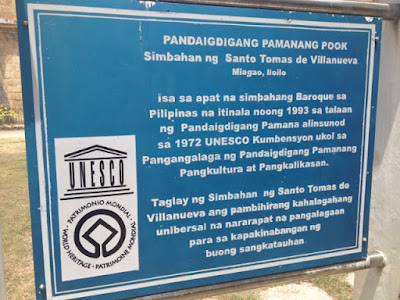 PANDAIGDIGANG PAMANANG POOK
Simbahan ng Santo Tomas de Villanueva
Miagao, Iloilo
isa sa apat na simbahang Baroque sa
Pilipinas na itinala noong 1993 sa talaan
ng Pandaigdigang Pamana alinsunod
sa 1972 UNESCO Kumbensyon ukol sa
Pangangalaga ng Pandaigdigang Pamanang
Pangkultura at Pangkalikasan.
Taglay ng Simbahan ng Santo Tomas de
Villanueva ang pambihirang kahalagahang
unibersal na nararapat na pangalagaan
para sa kapakinabangan ng
buong sangkatauhan.
UNESCO
PATRIMONIO MUNDIAL
WORLD HERITAGE
PATRIMOINE MONDIAL